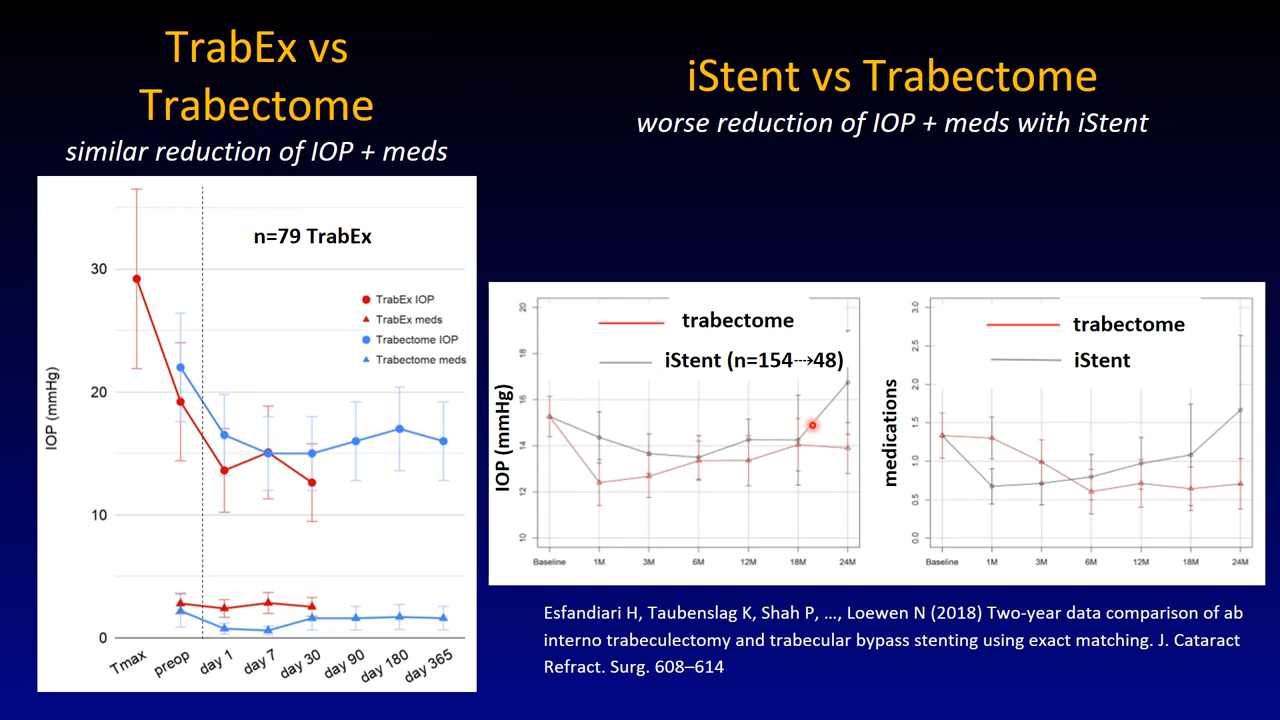 TrabEx vs
Trabectome
similar reduction of IOP + meds
iStent vs Trabectome
worse reduction of IOP + meds with iStent
n=79 TrabEx
TrabEx IOP
TrabEx meds
Trabectome IOP
Trabectome meds
IOP (mmHg)
30
20
10
0
Tmax
preop
day 1
day 7
day 30
day 90
day 180
day 365
trabectome
iStent (n=154⤏48)
IOP (mmHg)
20
18
16
14
12
10
Baseline
1M
3M
6M
12M
18M
24M
trabectome
iStent
medications
3.0
2.5
2.0
1.5
1.0
0.5
0.0
Baseline
1M
3M
6M
12M
18M
24M
Esfandiari H, Taubenslag K, Shah P, ..., Loewen N (2018) Two-year data comparison of ab
interno trabeculectomy and trabecular bypass stenting using exact matching. J. Cataract
Refract. Surg. 608–614